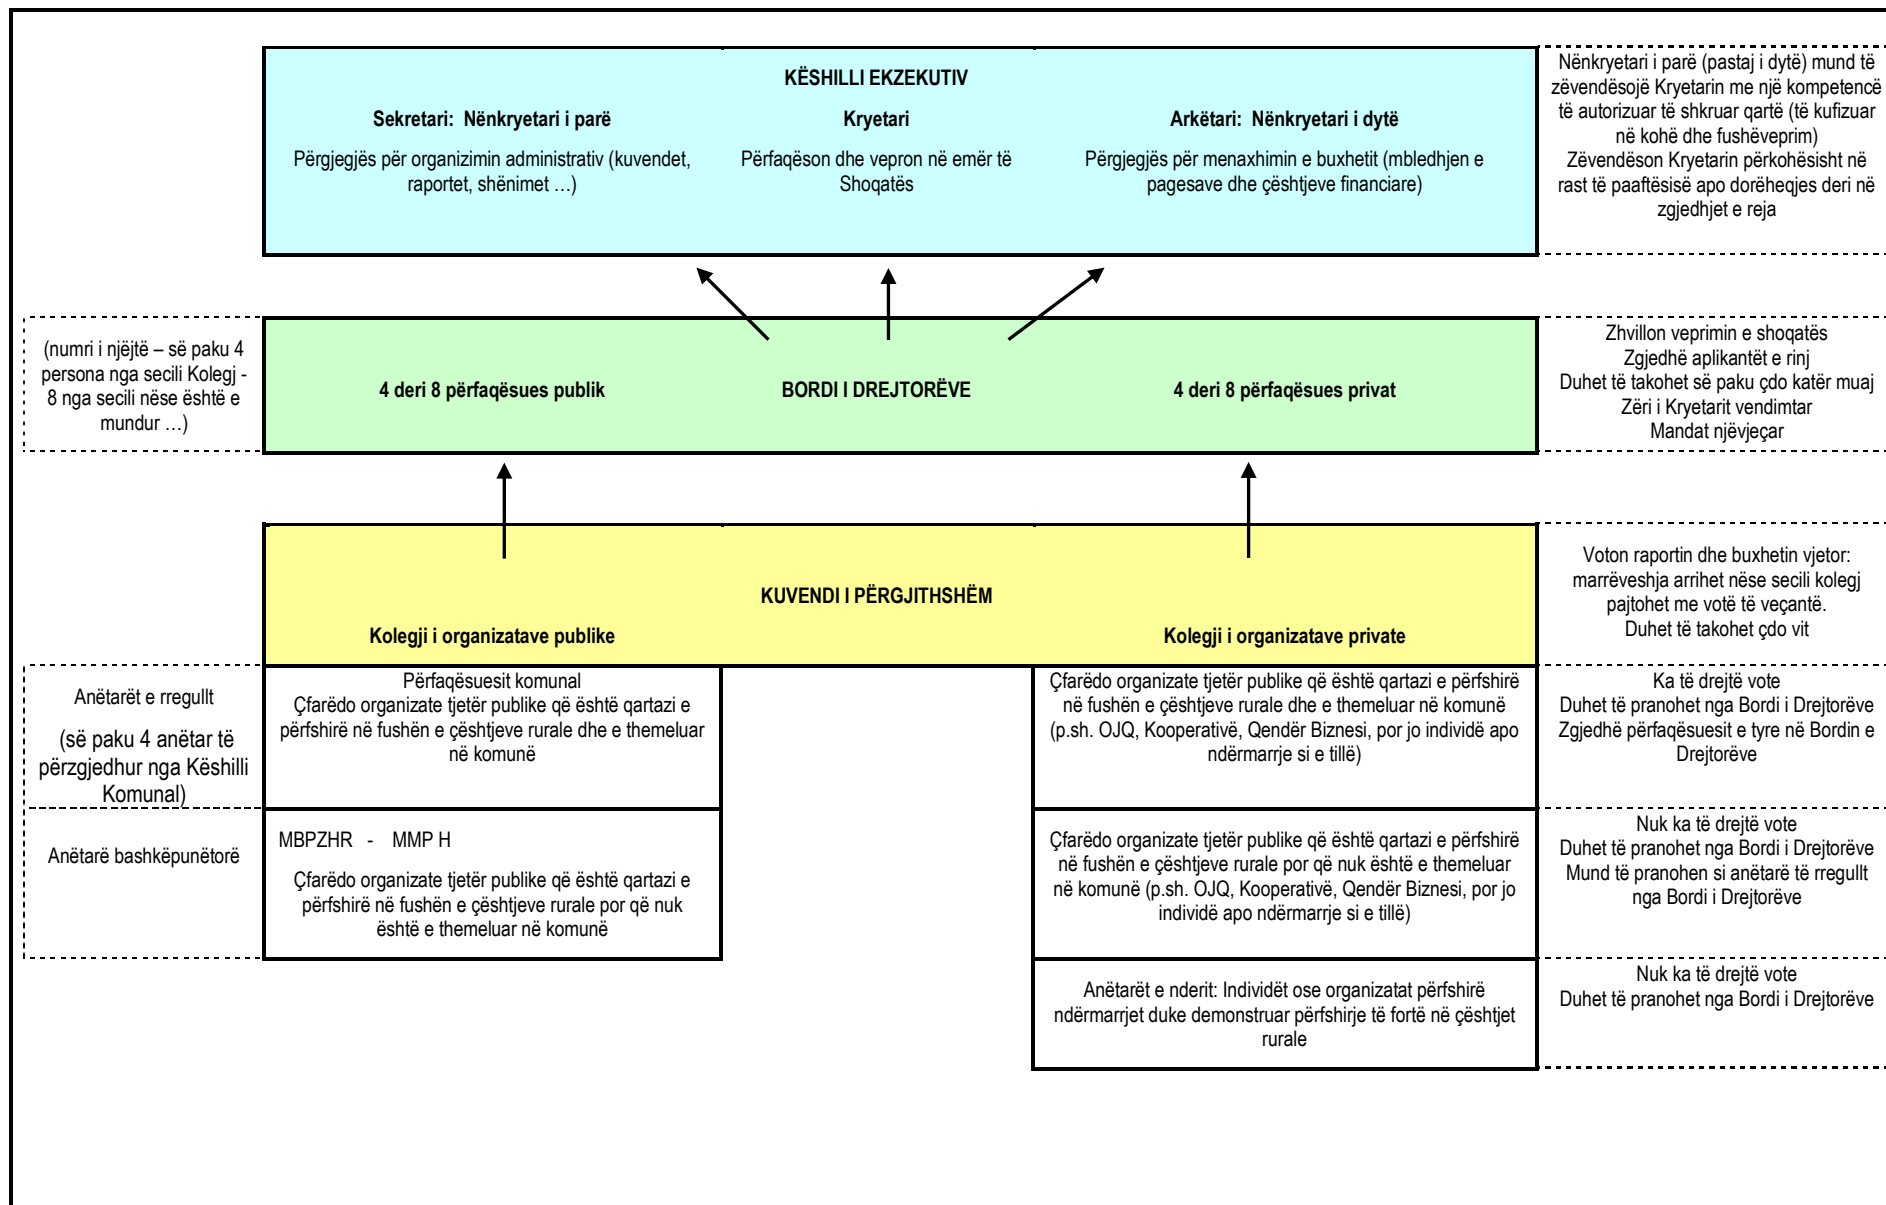 KËSHILLI EKZEKUTIV
Sekretari: Nënkryetari i parë
Përgjegjës për organizimin administrativ (kuvendet,
raportet, shënimet …)
Kryetari
Përfaqëson dhe vepron në emër të
Shoqatës
Arkëtari: Nënkryetari i dytë
Përgjegjës për menaxhimin e buxhetit (mbledhjen e
pagesave dhe çështjeve financiare)
Nënkryetari i parë (pastaj i dytë) mund të
zëvendësojë Kryetarin me një kompetencë
të autorizuar të shkruar qartë (të kufizuar
në kohë dhe fushëveprim)
Zëvendëson Kryetarin përkohësisht në
rast të paaftësisë apo dorëheqjes deri në
zgjedhjet e reja
(numri i njëjtë – së paku 4
persona nga secili Kolegj -
8 nga secili nëse është e
mundur …)
4 deri 8 përfaqësues publik
BORDI I DREJTORËVE
4 deri 8 përfaqësues privat
Zhvillon veprimin e shoqatës
Zgjedhë aplikantët e rinj
Duhet të takohet së paku çdo katër muaj
Zëri i Kryetarit vendimtar
Mandat njëvjeçar
KUVENDI I PËRGJITHSHËM
Kolegji i organizatave publike
Kolegji i organizatave private
Voton raportin dhe buxhetin vjetor:
marrëveshja arrihet nëse secili kolegj
pajtohet me votë të veçantë.
Duhet të takohet çdo vit
Anëtarët e rregullt
(së paku 4 anëtar të
përzgjedhur nga Këshilli
Komunal)
Përfaqësuesit komunal
Çfarëdo organizate tjetër publike që është qartazi e
përfshirë në fushën e çështjeve rurale dhe e themeluar
në komunë
Çfarëdo organizate tjetër publike që është qartazi e përfshirë
në fushën e çështjeve rurale dhe e themeluar në komunë
(p.sh. OJQ, Kooperativë, Qendër Biznesi, por jo individë apo
ndërmarrje si e tillë)
Ka të drejtë vote
Duhet të pranohet nga Bordi i Drejtorëve
Zgjedhë përfaqësuesit e tyre në Bordin e
Drejtorëve
Anëtarë bashkëpunëtorë
MBPZHR - MMP H
Çfarëdo organizate tjetër publike që është qartazi e
përfshirë në fushën e çështjeve rurale por që nuk
është e themeluar në komunë
Çfarëdo organizate tjetër publike që është qartazi e përfshirë
në fushën e çështjeve rurale por që nuk është e themeluar
në komunë (p.sh. OJQ, Kooperativë, Qendër Biznesi, por jo
individë apo ndërmarrje si e tillë)
Nuk ka të drejtë vote
Duhet të pranohet nga Bordi i Drejtorëve
Mund të pranohen si anëtarë të rregullt
nga Bordi i Drejtorëve
Anëtarët e nderit: Individët ose organizatat përfshirë
ndërmarrjet duke demonstruar përfshirje të fortë në çështjet
rurale
Nuk ka të drejtë vote
Duhet të pranohet nga Bordi i Drejtorëve